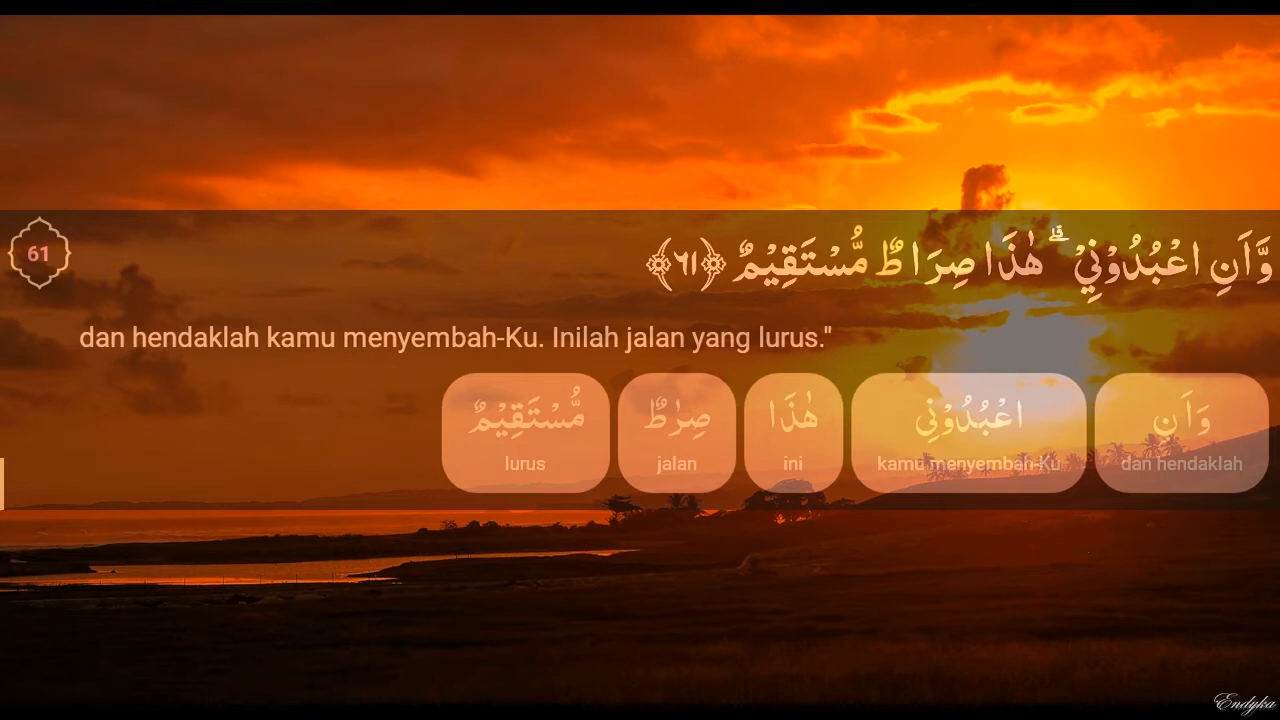 وَّاَنِ اعْبُدُوْنِيْ ۗهٰذَا صِرَاطٌ مُّسْتَقِيْمٌ ﴿٦١﴾
61
dan hendaklah kamu menyembah-Ku. Inilah jalan yang lurus."
وَاَنِ اعْبُدُوْنِى هٰذَا صِرٰطٌ مُّسْتَقِيْمٌ
dan hendaklah kamu menyembah-Ku ini jalan lurus
Endyka